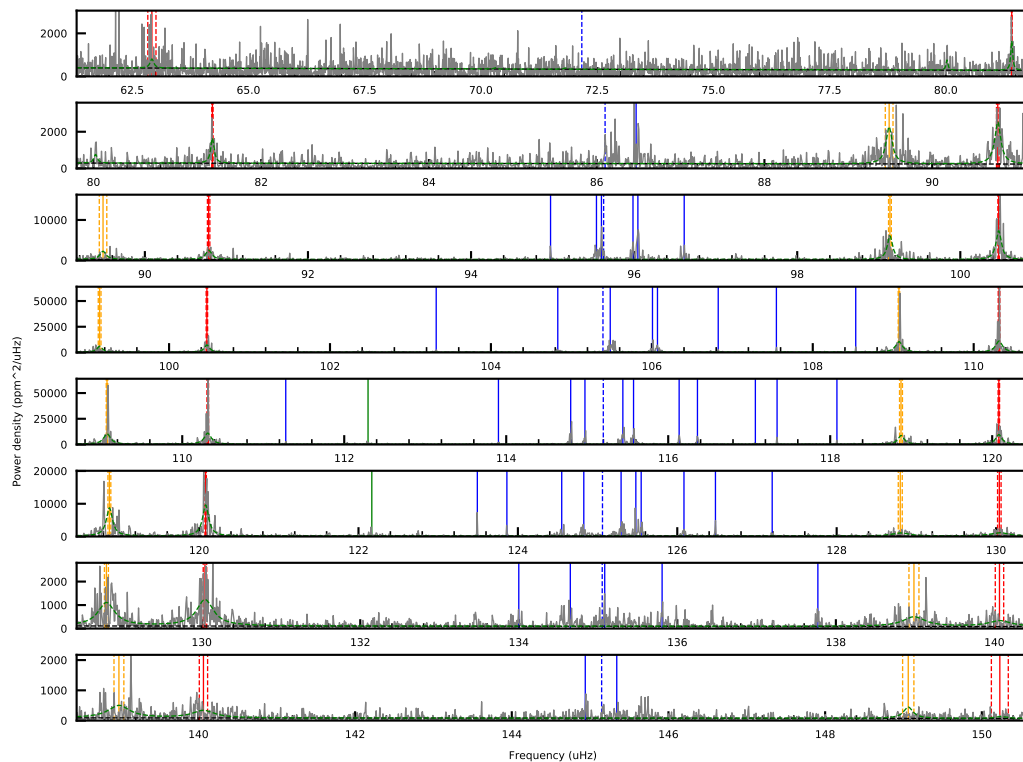 2000
0
62.5 65.0 67.5 70.0 72.5 75.0 77.5 80.0
2000
0
80 82 84 86 88 90
10000
0
90 92 94 96 98 100
50000
25000
0
100 102 104 106 108 110
50000
25000
0
110 112 114 116 118 120
20000
10000
0
120 122 124 126 128 130
2000
1000
0
130 132 134 136 138 140
2000
1000
0
140 142 144 146 148 150
Power density (ppm^2/uHz)
Frequency (uHz)